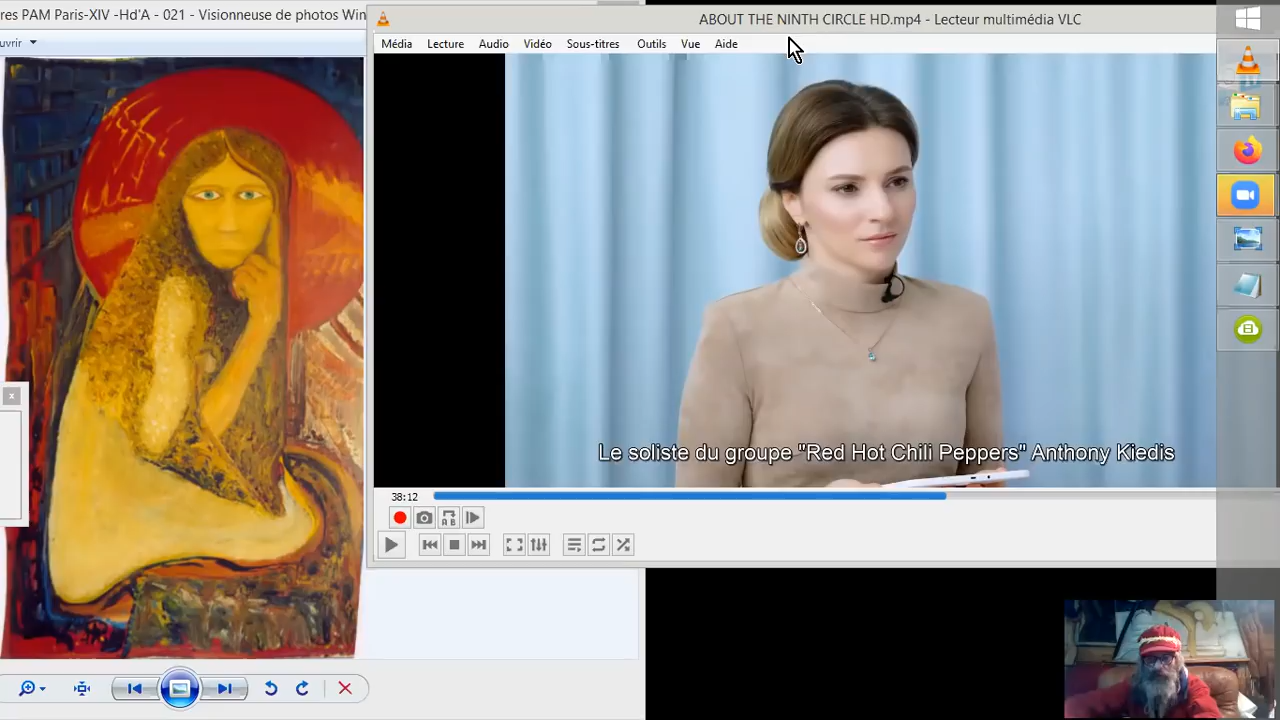 res PAM Paris-XIV -Hd'A - 021 - Visionneuse de photos Win
uvrir
ABOUT THE NINTH CIRCLE HD.mp4 - Lecteur multimédia VLC
Média Lecture Audio Vidéo Sous-titres Outils Vue Aide
Le soliste du groupe "Red Hot Chili Peppers" Anthony Kiedis
38:12